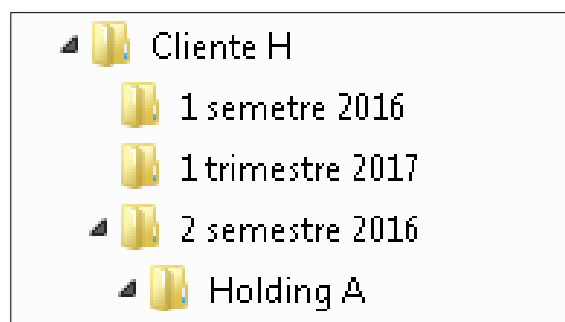 Cliente H
1 semetre 2016
1 trimestre 2017
2 semestre 2016
Holding A